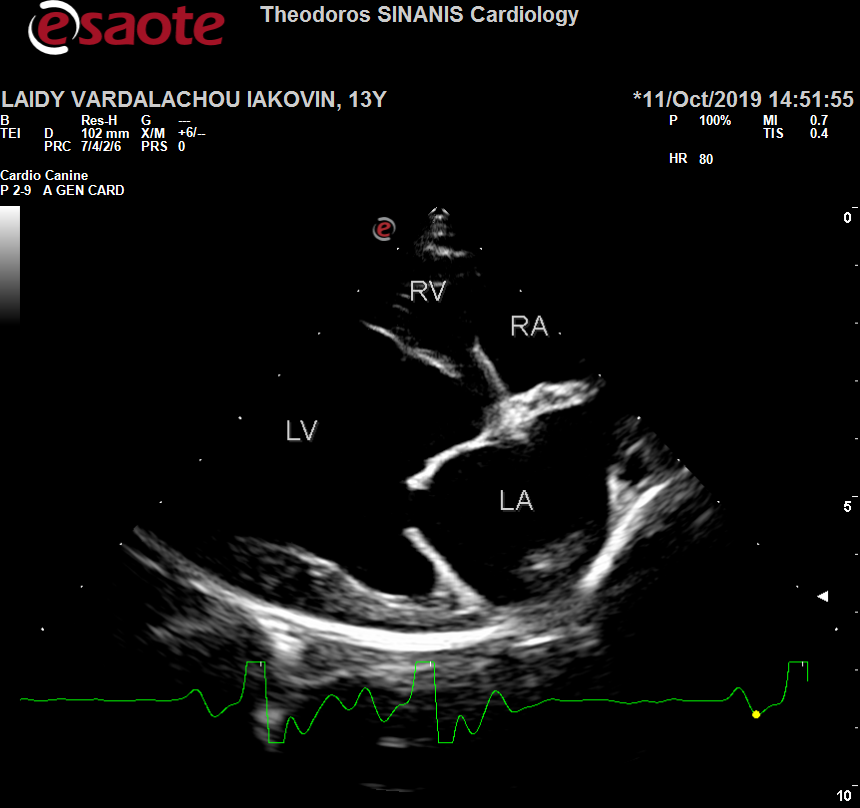 esaote
Theodoros SINANIS Cardiology
LAIDY VARDALACHOU IAKOVIN, 13Y *11/Oct/2019 14:51:55
B Res-H G ---
TEI D 102 mm X/M +6/--
PRC 7/4/2/6 PRS 0
P 100% MI 0.7
TIS 0.4
HR 80
Cardio Canine
P 2-9 A GEN CARD
e
0
RV
RA
LV
LA
5
10